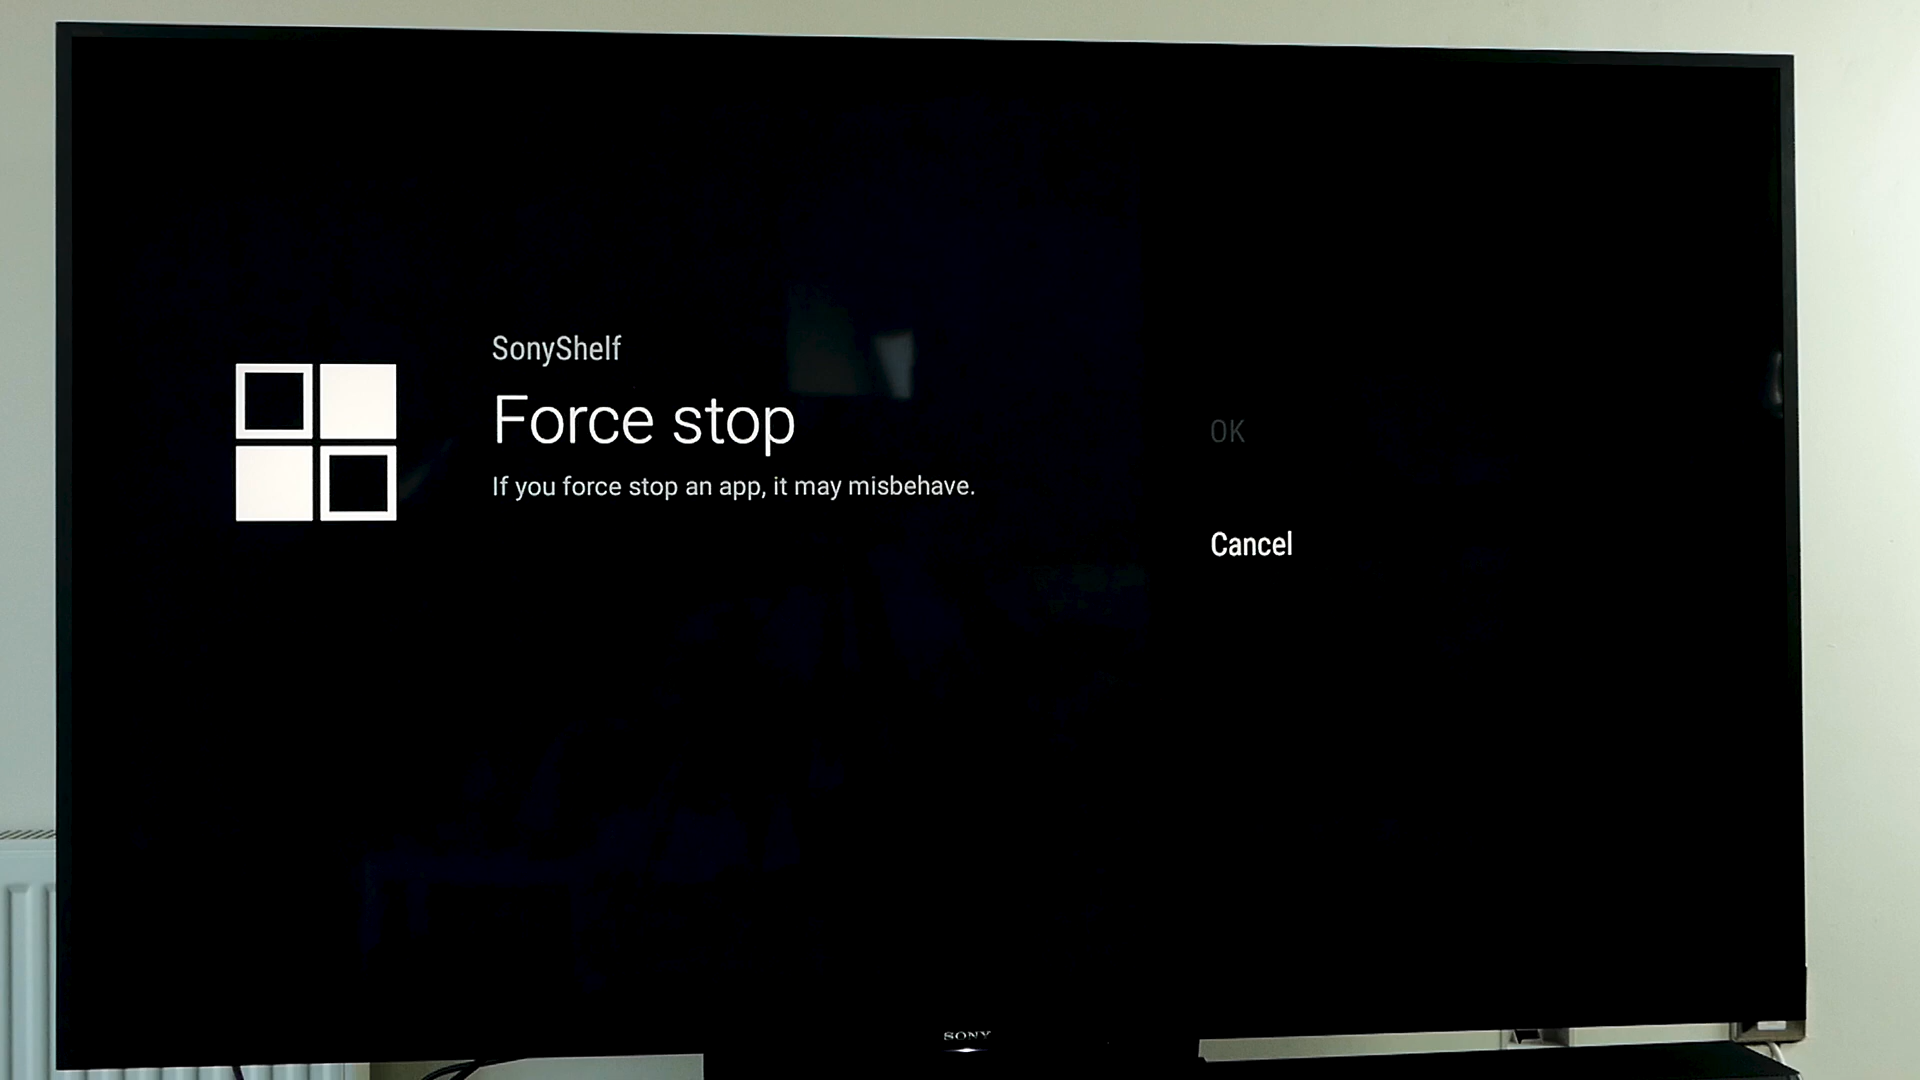 SonyShelf
Force stop
If you force stop an app, it may misbehave.
OK
Cancel
SONY